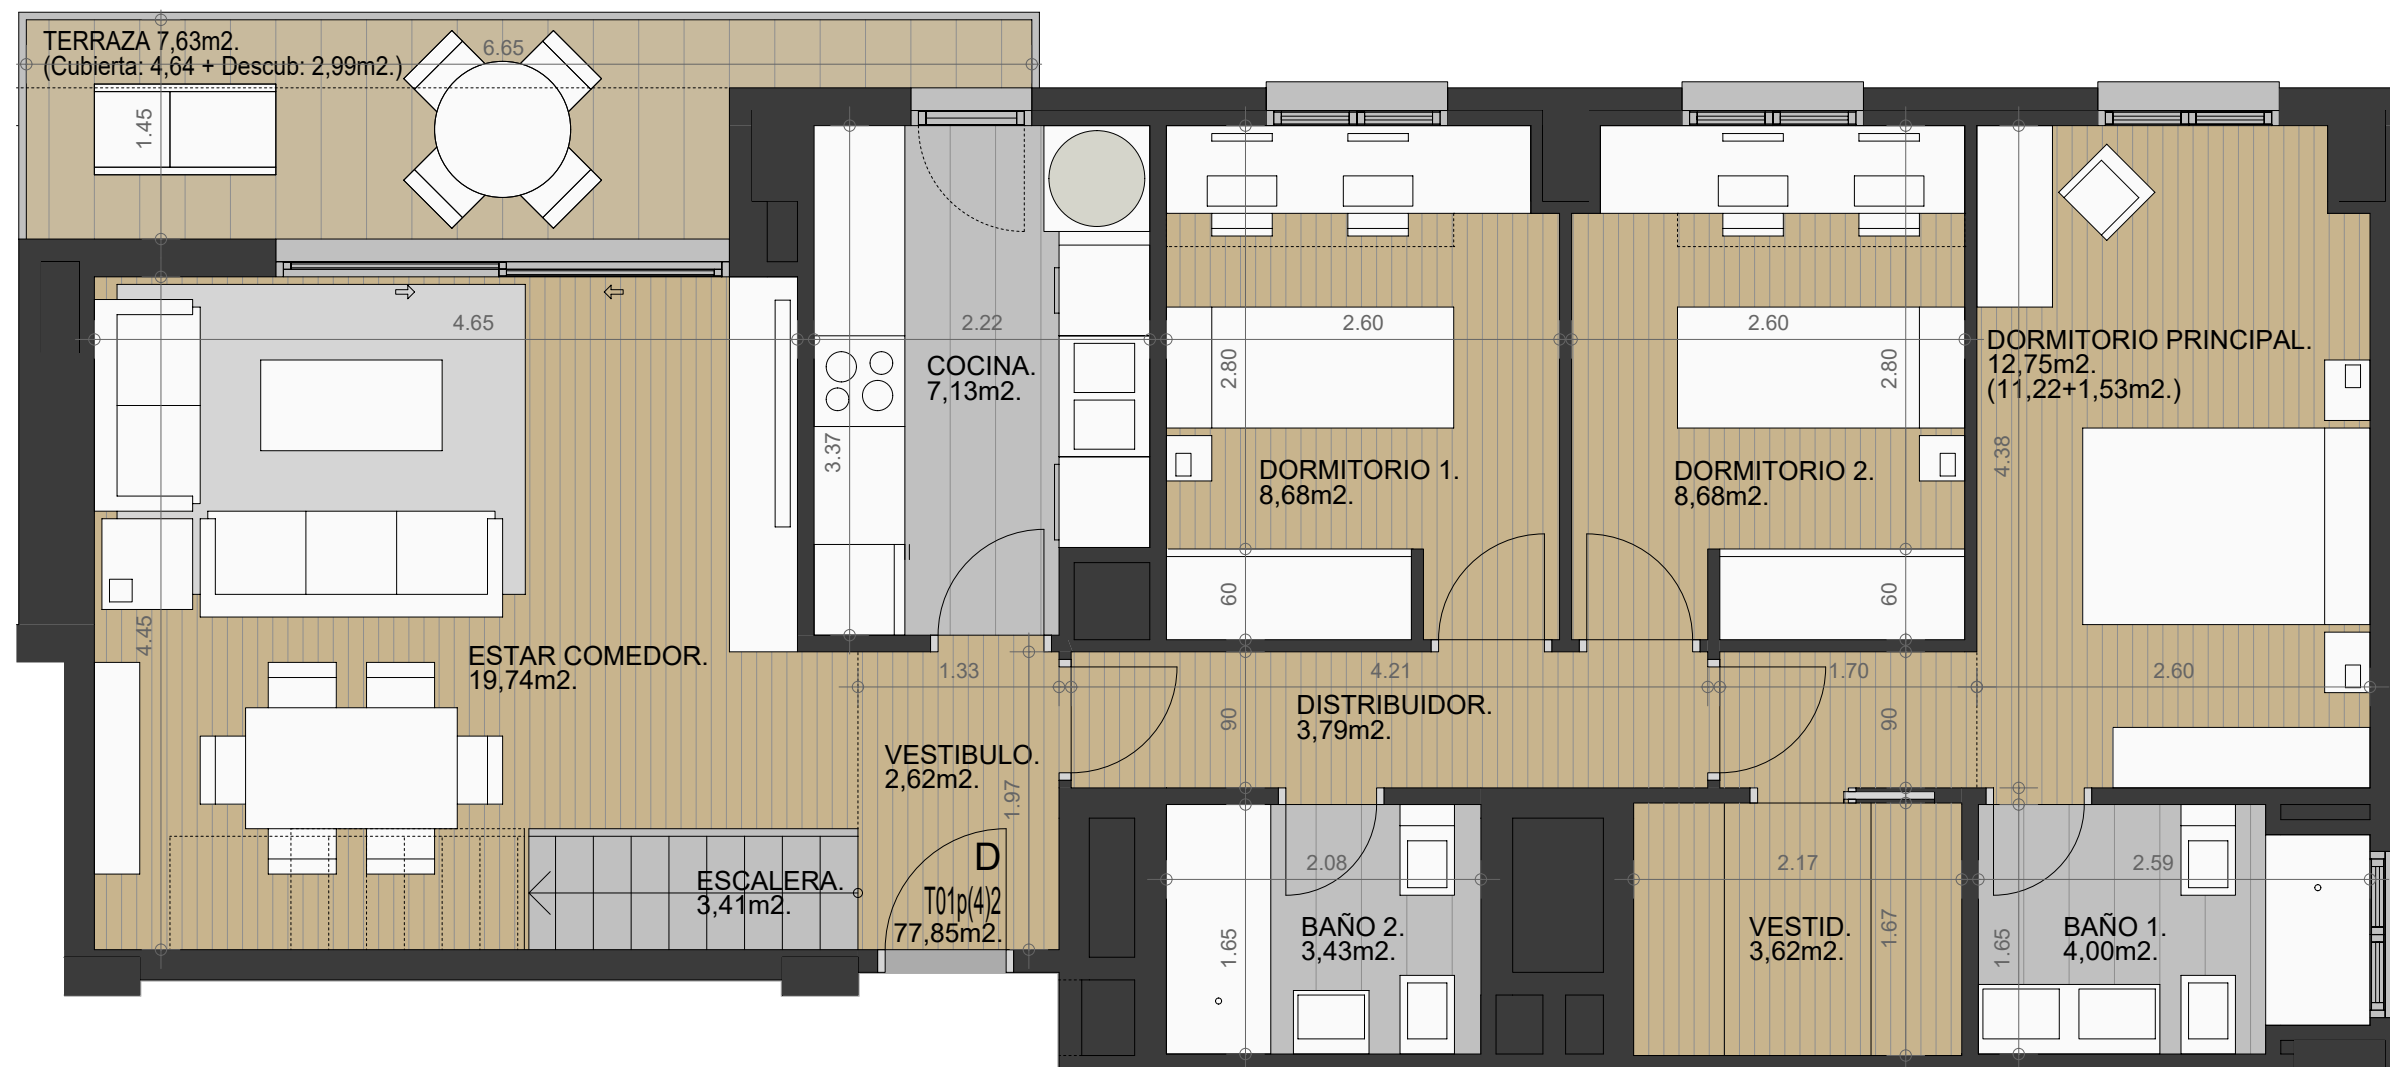 TERRAZA 7,63m2.
(Cubierta: 4,64 + Descub: 2,99m2.)
6.65
1.45
4.65
2.22
2.60
2.60
2.80
2.80
COCINA.
7,13m2.
3.37
DORMITORIO PRINCIPAL.
12,75m2.
(11,22+1,53m2.)
4.38
DORMITORIO 1.
8,68m2.
DORMITORIO 2.
8,68m2.
60
60
4.45
ESTAR COMEDOR.
19,74m2.
1.33
4.21
1.70
2.60
DISTRIBUIDOR.
3,79m2.
90
90
VESTIBULO.
2,62m2.
1.97
D
T01p(4)2
77,85m2.
ESCALERA.
3,41m2.
2.08
2.17
2.59
BAÑO 2.
3,43m2.
1.65
VESTID.
3,62m2.
1.67
BAÑO 1.
4,00m2.
1.65